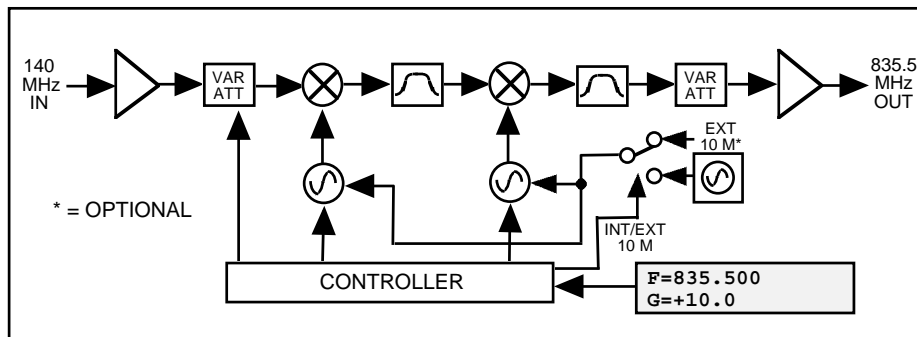 140
MHz
IN
VAR
ATT
VAR
ATT
835.5
MHz
OUT
EXT
10 M*
* = OPTIONAL
INT/EXT
10 M
CONTROLLER
F=835.500
G=+10.0